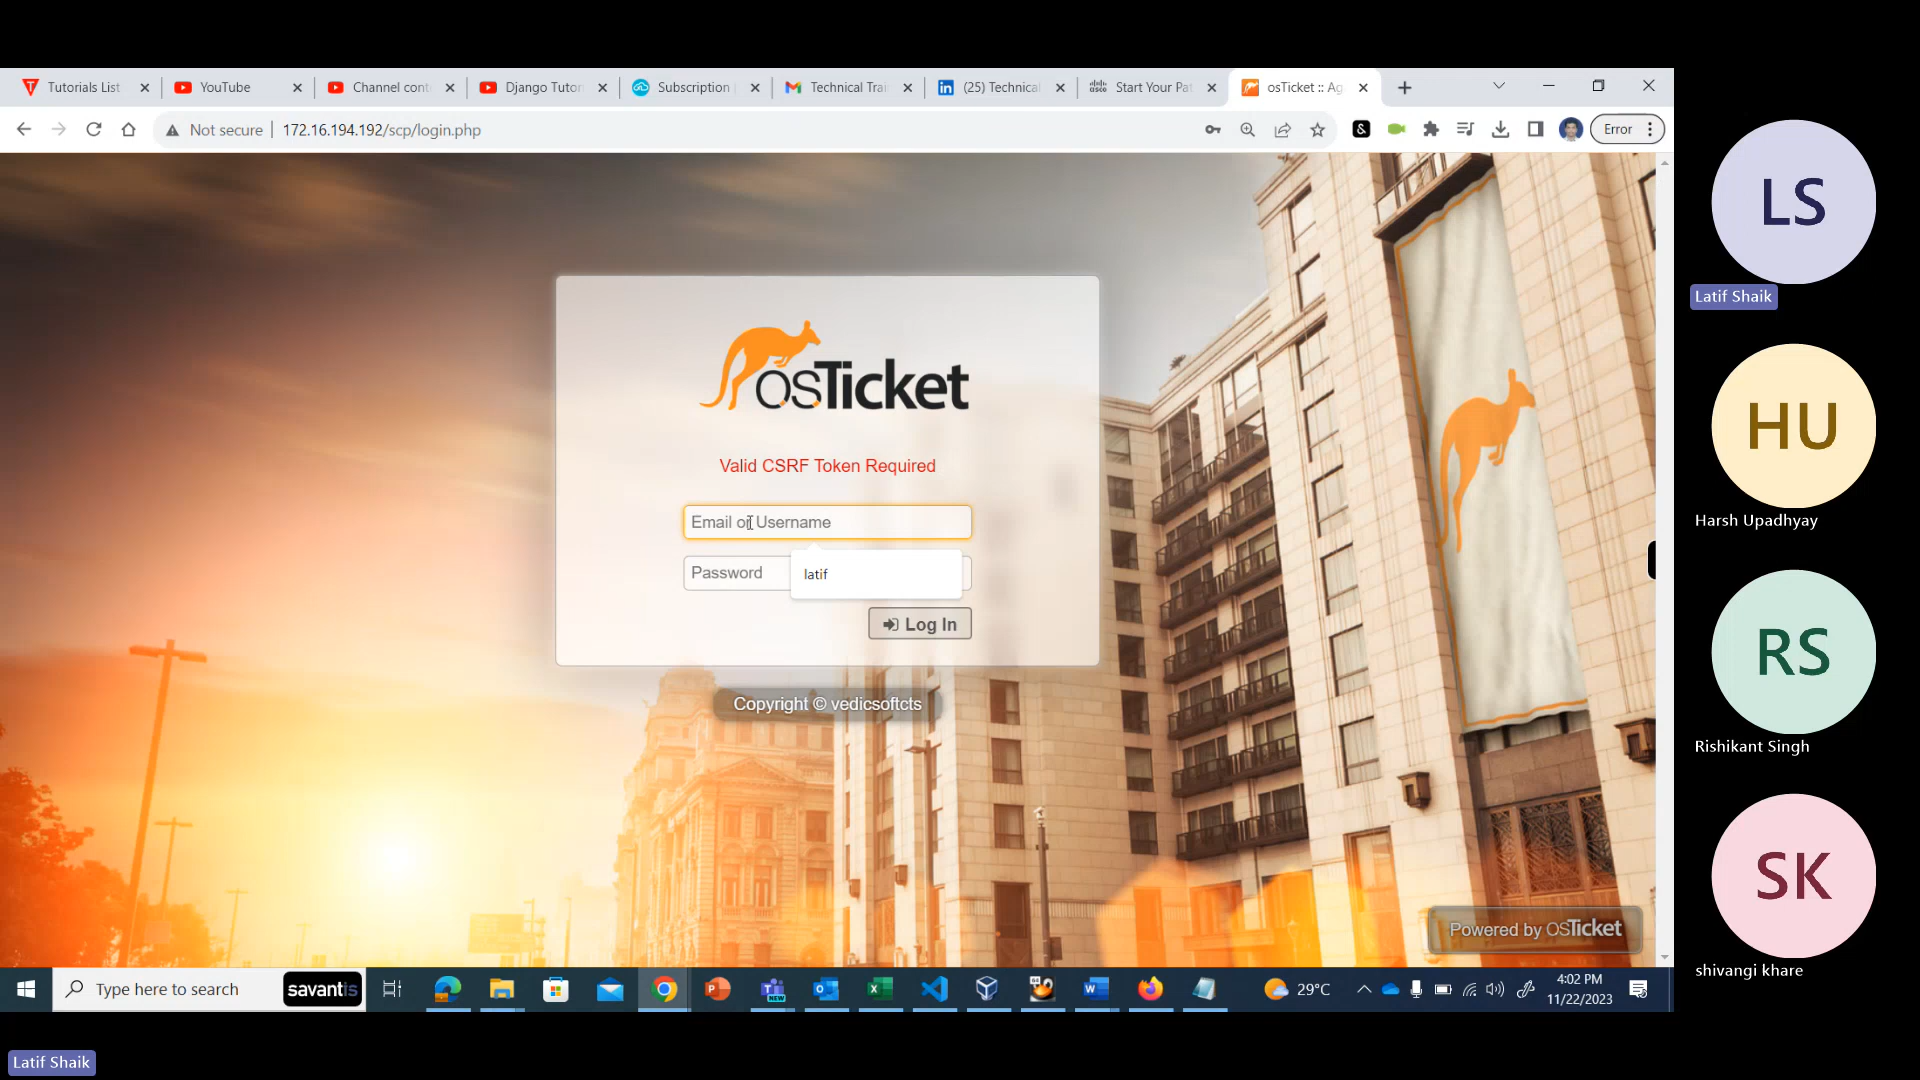 Tutorials List
YouTube
Channel cont
Django Tutor
Subscription
Technical Trai
(25) Technical
Start Your Pat
osTicket :: Ag
Not secure
172.16.194.192/scp/login.php
Error
osTicket
Valid CSRF Token Required
Email or Username
Password
latif
Log In
Copyright © vedicsoftcts
Powered by osTicket
Type here to search
savantis
29°C
4:02 PM
11/22/2023
LS
Latif Shaik
HU
Harsh Upadhyay
RS
Rishikant Singh
SK
shivangi khare
Latif Shaik